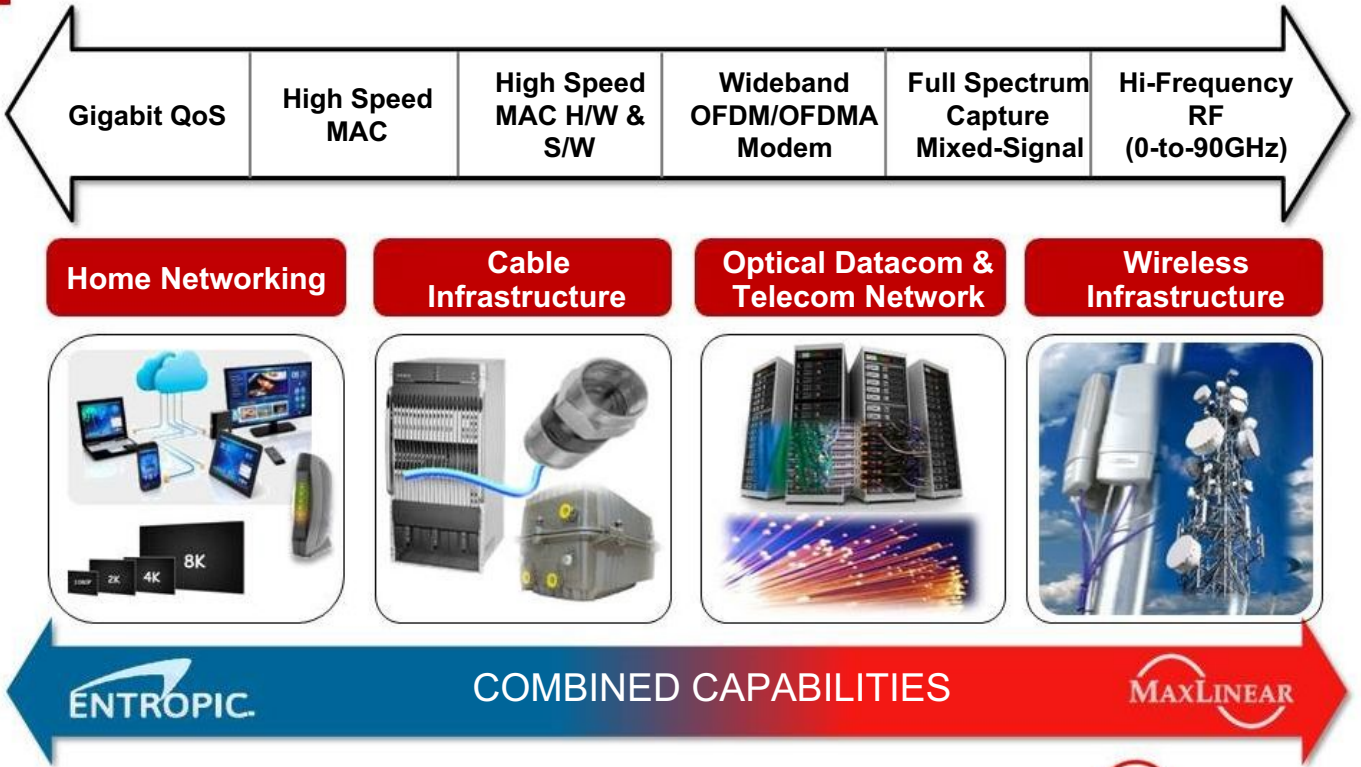 Gigabit QoS
High Speed
MAC
High Speed
MAC H/W &
S/W
Wideband
OFDM/OFDMA
Modem
Full Spectrum
Capture
Mixed-Signal
Hi-Frequency
RF
(0-to-90GHz)
Home Networking
Cable
Infrastructure
Optical Datacom &
Telecom Network
Wireless
Infrastructure
1080P
2K
4K
8K
ENTROPIC.
COMBINED CAPABILITIES
MAXLINEAR